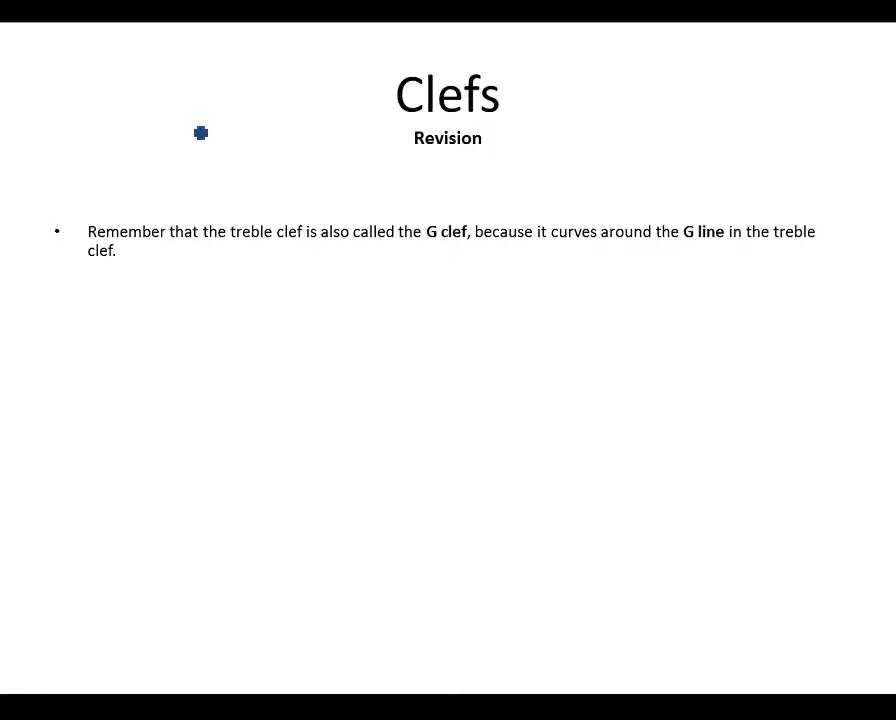 Clefs
Revision
• Remember that the treble clef is also called the G clef, because it curves around the G line in the treble
clef.